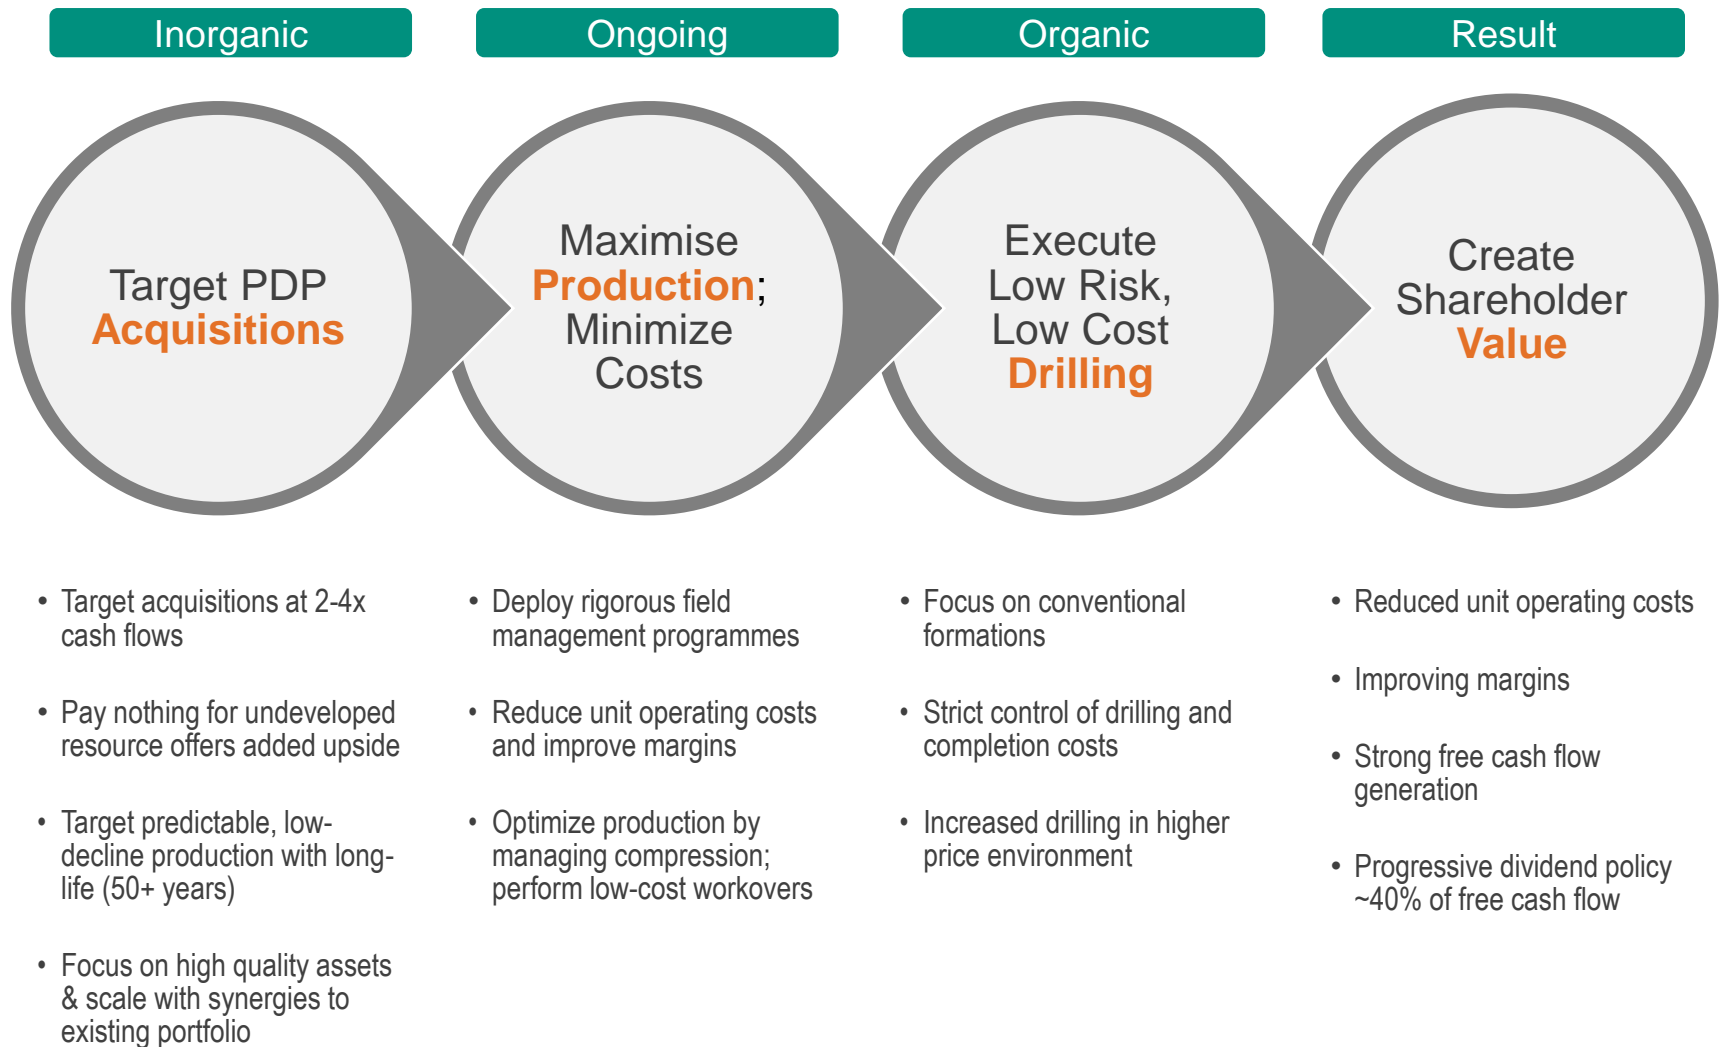 Inorganic
Ongoing
Organic
Result
Target PDP
Acquisitions
Maximise
Production;
Minimize
Costs
Execute
Low Risk,
Low Cost
Drilling
Create
Shareholder
Value
• Target acquisitions at 2-4x
cash flows
• Pay nothing for undeveloped
resource offers added upside
• Target predictable, low-
decline production with long-
life (50+ years)
• Focus on high quality assets
& scale with synergies to
existing portfolio
• Deploy rigorous field
management programmes
• Reduce unit operating costs
and improve margins
• Optimize production by
managing compression;
perform low-cost workovers
• Focus on conventional
formations
• Strict control of drilling and
completion costs
• Increased drilling in higher
price environment
• Reduced unit operating costs
• Improving margins
• Strong free cash flow
generation
• Progressive dividend policy
~40% of free cash flow